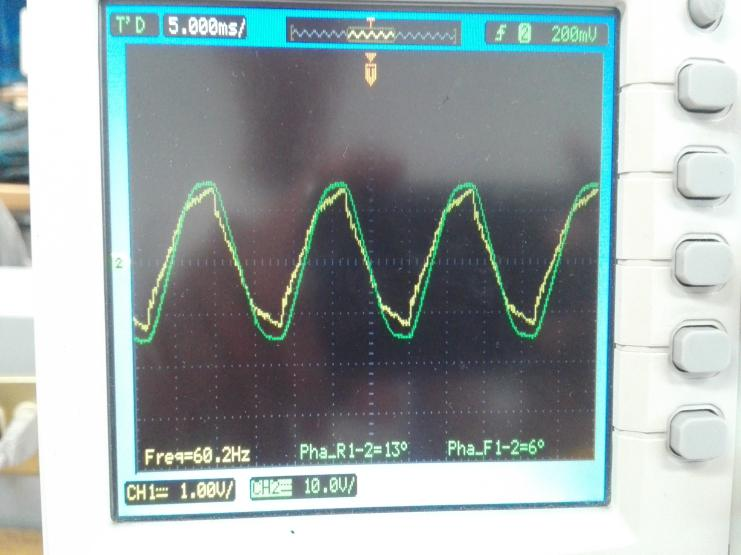 T'D 5.000ms/ 2 200mV
T
2
Freq=60.2Hz Pha_R1-2=13° Pha_F1-2=6°
CH1 1.00V/ CH2 10.0V/